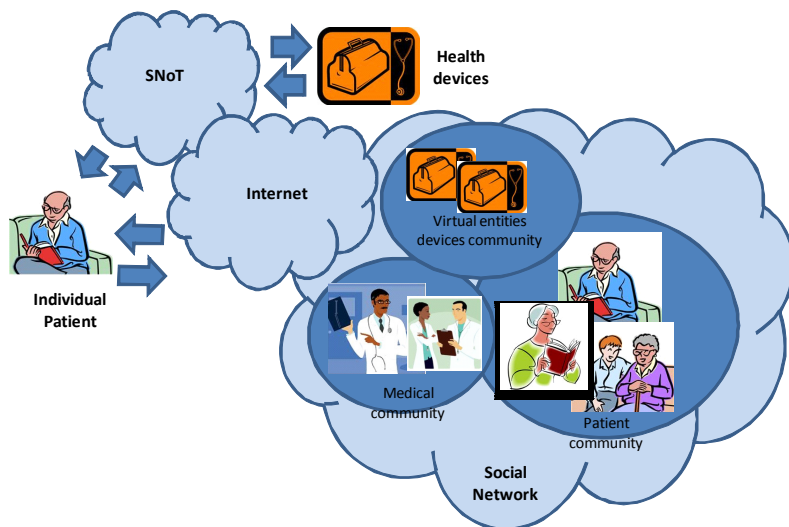 SNoT
Health
devices
Internet
Virtual entities
devices community
Individual
Patient
Medical
community
Patient
community
Social
Network